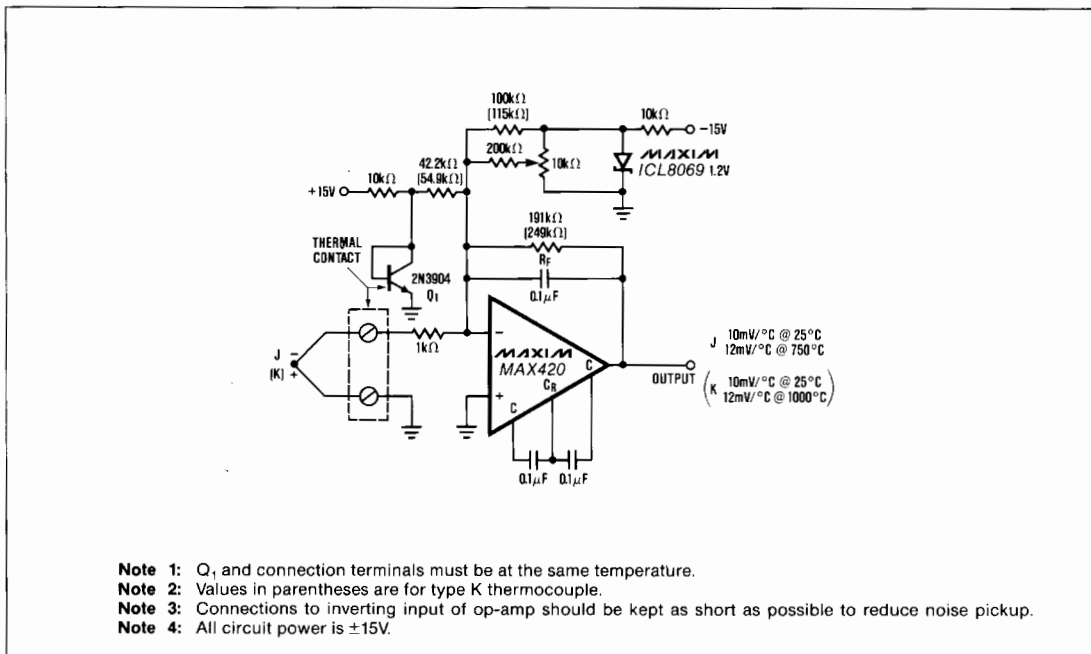 100kΩ
(115kΩ)
10kΩ
−15V
200kΩ
10kΩ
MAXIM
ICL8069 1.2V
42.2kΩ
(54.9kΩ)
10kΩ
+15V
191kΩ
(249kΩ)
RF
0.1µF
THERMAL
CONTACT
2N3904
Q1
J −
(K) +
1kΩ
−
MAXIM
MAX420
+
C
CR
C
OUTPUT
J 10mV/°C @ 25°C
12mV/°C @ 750°C
(K 10mV/°C @ 25°C
12mV/°C @ 1000°C)
0.1µF 0.1µF
Note 1: Q1 and connection terminals must be at the same temperature.
Note 2: Values in parentheses are for type K thermocouple.
Note 3: Connections to inverting input of op-amp should be kept as short as possible to reduce noise pickup.
Note 4: All circuit power is ±15V.